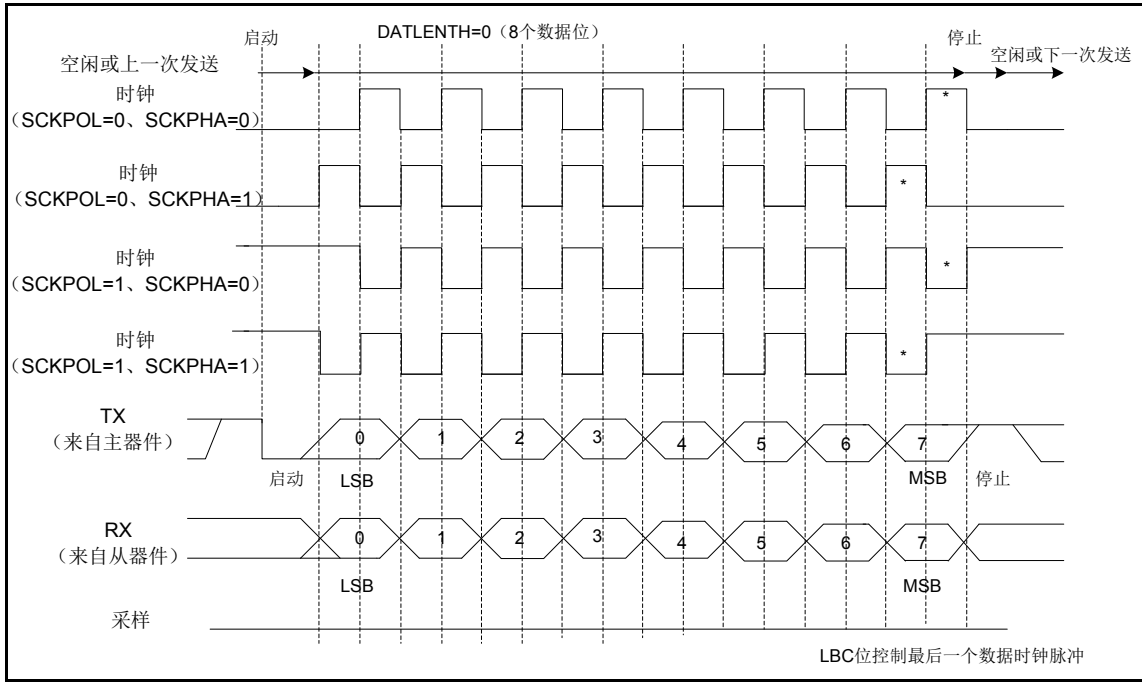 启动
DATLENTH=0（8个数据位）
停止
空闲或上一次发送
空闲或下一次发送
时钟
（SCKPOL=0、SCKPHA=0）
*
时钟
（SCKPOL=0、SCKPHA=1）
*
时钟
（SCKPOL=1、SCKPHA=0）
*
时钟
（SCKPOL=1、SCKPHA=1）
*
TX
（来自主器件）
0 1 2 3 4 5 6 7
启动 LSB MSB 停止
RX
（来自从器件）
0 1 2 3 4 5 6 7
LSB MSB
采样
LBC位控制最后一个数据时钟脉冲